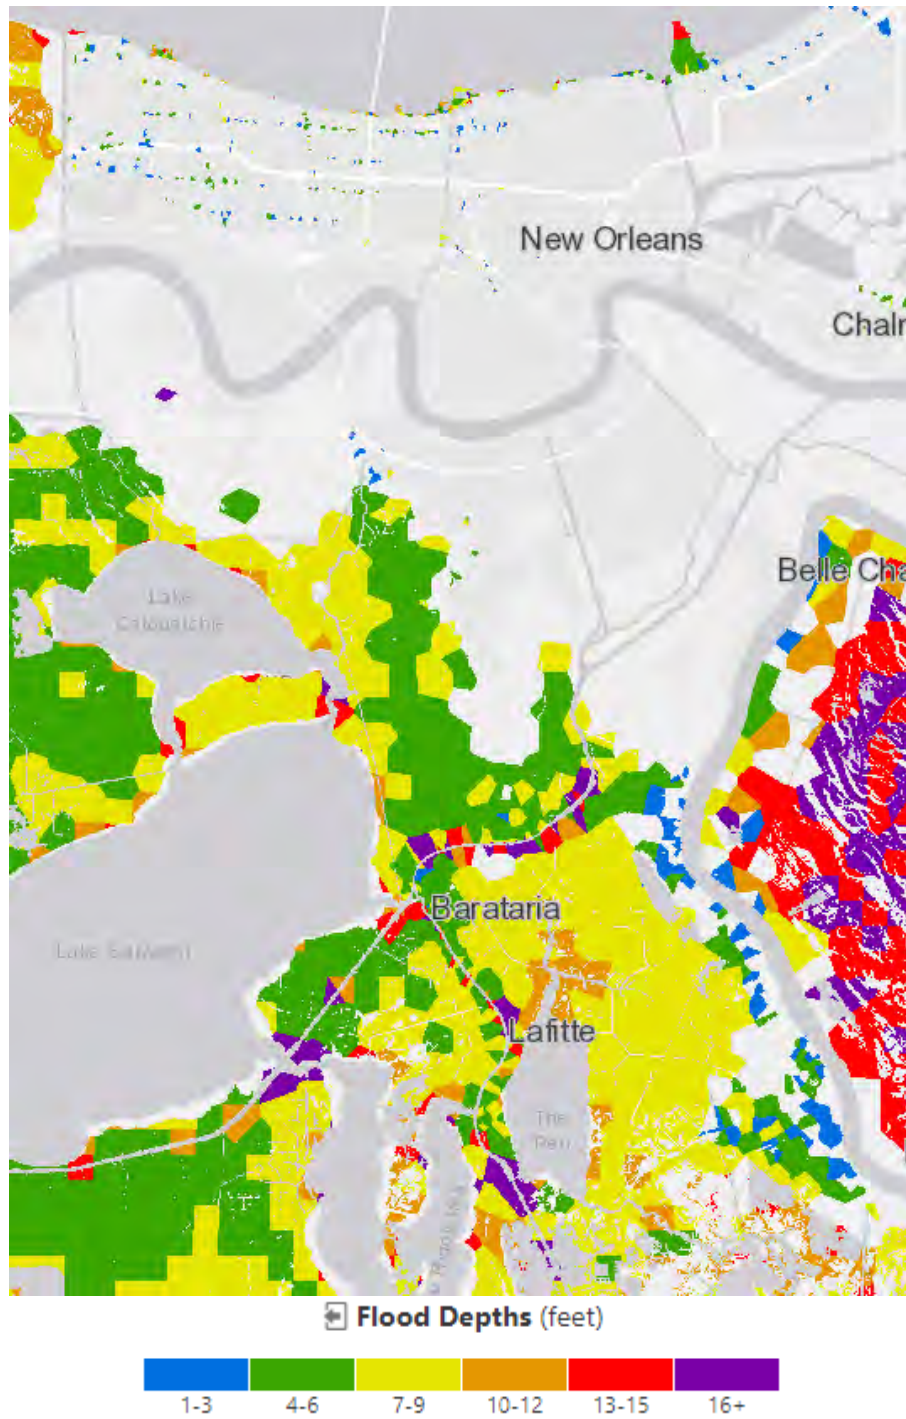 New Orleans
Chalr
Belle Cha
Lake
Cataouatche
Barataria
Lake Salvador
Lafitte
The
Pen
Flood Depths (feet)
1-3 4-6 7-9 10-12 13-15 16+